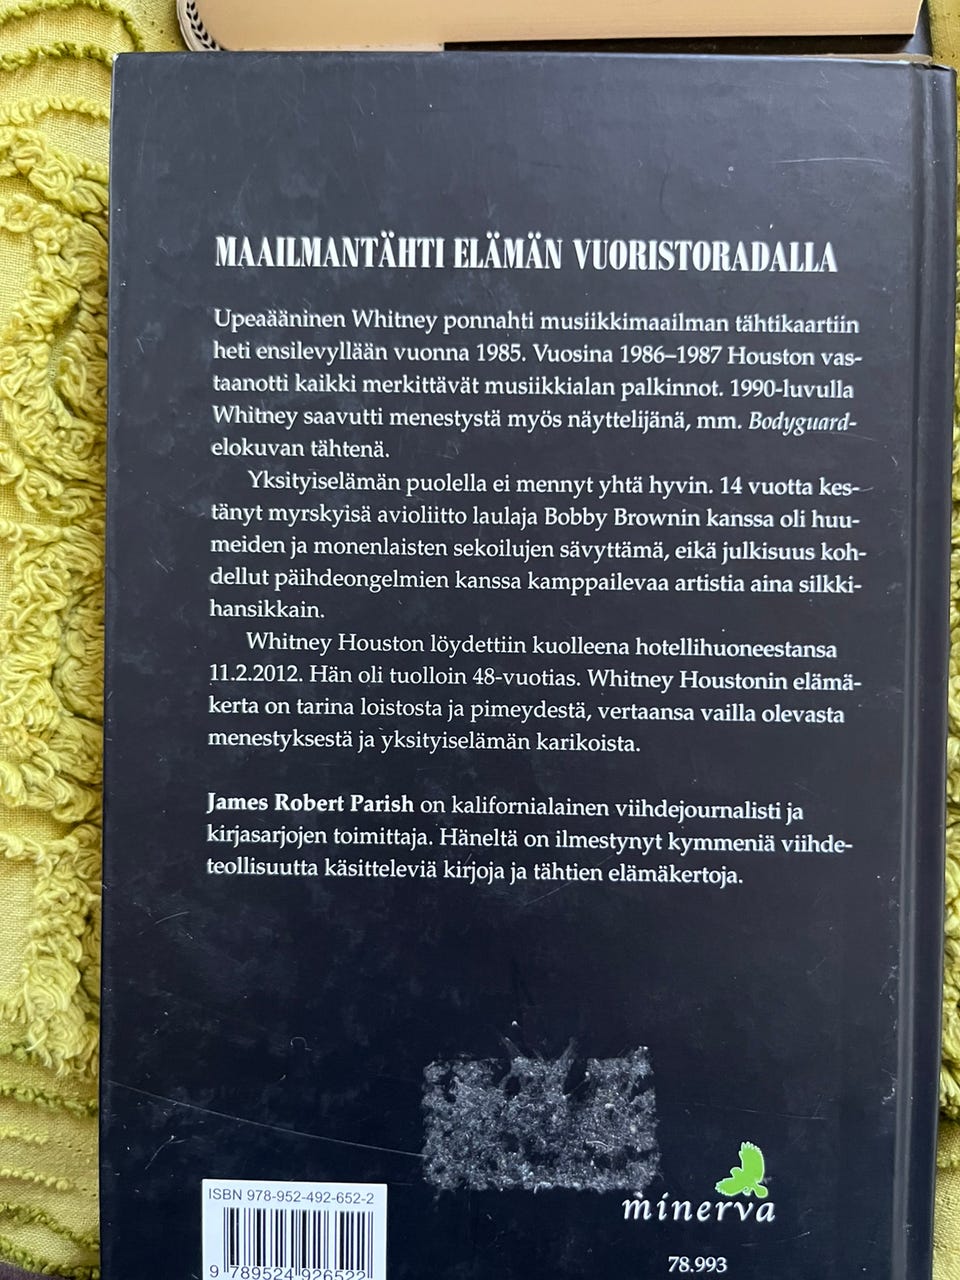 MAAILMANTÄHTI ELÄMÄN VUORISTORADALLA
Upeaääninen Whitney ponnahti musiikkimaailman tähtikaartiin
heti ensilevyllään vuonna 1985. Vuosina 1986–1987 Houston vas-
taanotti kaikki merkittävät musiikkialan palkinnot. 1990-luvulla
Whitney saavutti menestystä myös näyttelijänä, mm. Bodyguard-
elokuvan tähtenä.
Yksityiselämän puolella ei mennyt yhtä hyvin. 14 vuotta kes-
tänyt myrskyisä avioliitto laulaja Bobby Brownin kanssa oli huu-
meiden ja monenlaisten sekoilujen sävyttämä, eikä julkisuus koh-
dellut päihdeongelmien kanssa kamppailevaa artistia aina silkki-
hansikkain.
Whitney Houston löydettiin kuolleena hotellihuoneestansa
11.2.2012. Hän oli tuolloin 48-vuotias. Whitney Houstonin elämä-
kerta on tarina loistosta ja pimeydestä, vertaansa vailla olevasta
menestyksestä ja yksityiselämän karikoista.
James Robert Parish on kalifornialainen viihdejournalisti ja
kirjasarjojen toimittaja. Häneltä on ilmestynyt kymmeniä viihde-
teollisuutta käsitteleviä kirjoja ja tähtien elämäkertoja.
ISBN 978-952-492-652-2
9 789524 926522
minerva
78.993